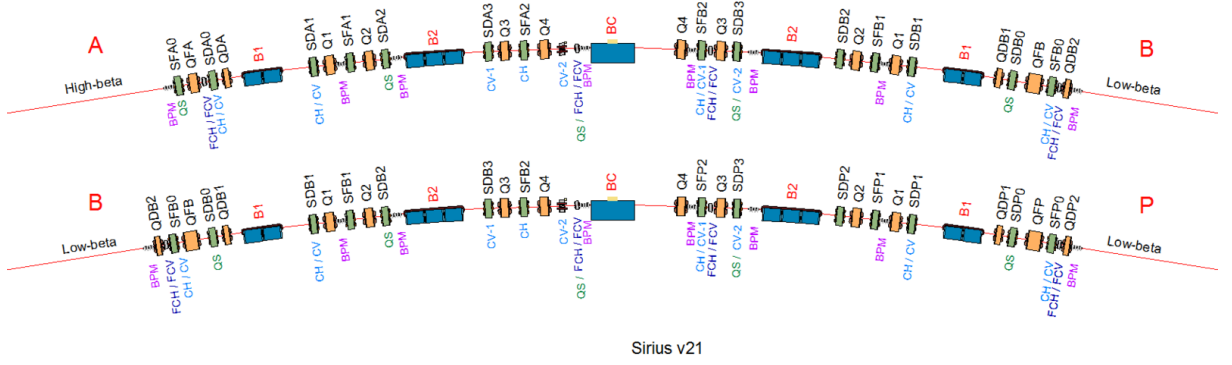 A
High-beta
SFA0
QFA
SDA0
QDA
B1
SDA1
Q1
SFA1
Q2
SDA2
B2
SDA3
Q3
SFA2
Q4
BC
Q4
SFB2
Q3
SDB3
B2
SDB2
Q2
SFB1
Q1
SDB1
B1
QDB1
SDB0
QFB
SFB0
QDB2
B
Low-beta
BPM
QS
FCH / FCV
CH / CV
CH / CV
BPM
QS
BPM
CV-1
CH
CV-2
QS / FCH / FCV
BPM
BPM
CH / CV-1
FCH / FCV
QS / CV-2
BPM
BPM
CH / CV
QS
CH / CV
FCH / FCV
BPM
B
Low-beta
QDB2
SFB0
QFB
SDB0
QDB1
B1
SDB1
Q1
SFB1
Q2
SDB2
B2
SDB3
Q3
SFB2
Q4
BC
Q4
SFP2
Q3
SDP3
B2
SDP2
Q2
SFP1
Q1
SDP1
B1
QDP1
SDP0
QFP
SFP0
QDP2
P
Low-beta
BPM
FCH / FCV
CH / CV
QS
CH / CV
BPM
QS
BPM
CV-1
CH
CV-2
QS / FCH / FCV
BPM
BPM
CH / CV-1
FCH / FCV
QS / CV-2
BPM
BPM
CH / CV
QS
CH / CV
FCH / FCV
BPM
Sirius v21